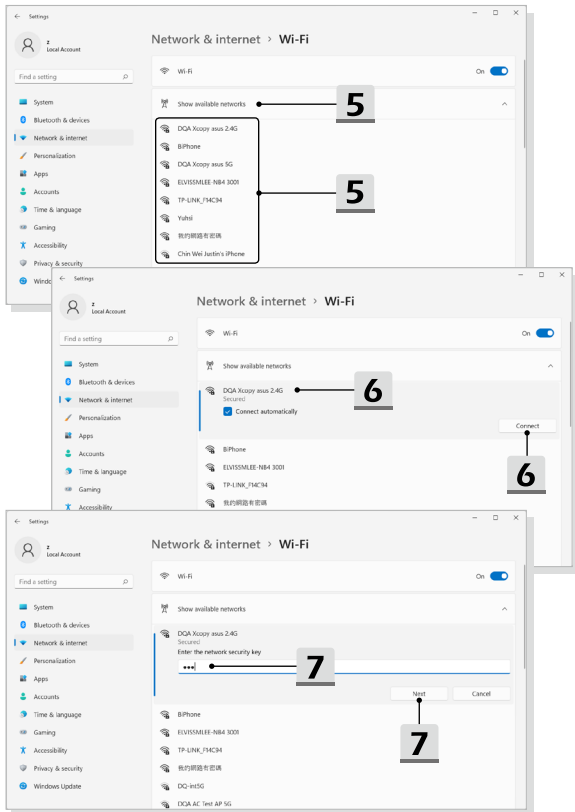 Settings
z
Local Account
Find a setting
System
Bluetooth & devices
Network & internet
Personalization
Apps
Accounts
Time & language
Gaming
Accessibility
Privacy & security
Windo
Network & internet > Wi-Fi
Wi-Fi
On
Show available networks
5
DQA Xcopy asus 2.4G
BiPhone
DQA Xcopy asus 5G
ELVISSMLEE-NB4 3001
TP-LINK_F14C94
Yuhsi
我的網路有密碼
Chin Wei Justin's iPhone
5
Settings
z
Local Account
Find a setting
System
Bluetooth & devices
Network & internet
Personalization
Apps
Accounts
Time & language
Gaming
Accessibility
Network & internet > Wi-Fi
Wi-Fi
On
Show available networks
DQA Xcopy asus 2.4G
6
Secured
Connect automatically
Connect
6
BiPhone
ELVISSMLEE-NB4 3001
TP-LINK_F14C94
我的網路有密碼
Settings
z
Local Account
Find a setting
System
Bluetooth & devices
Network & internet
Personalization
Apps
Accounts
Time & language
Gaming
Accessibility
Privacy & security
Windows Update
Network & internet > Wi-Fi
Wi-Fi
On
Show available networks
DQA Xcopy asus 2.4G
Secured
Enter the network security key
7
Next
Cancel
7
BiPhone
ELVISSMLEE-NB4 3001
TP-LINK_F14C94
我的網路有密碼
DQ-int5G
DQA AC Test AP 5G